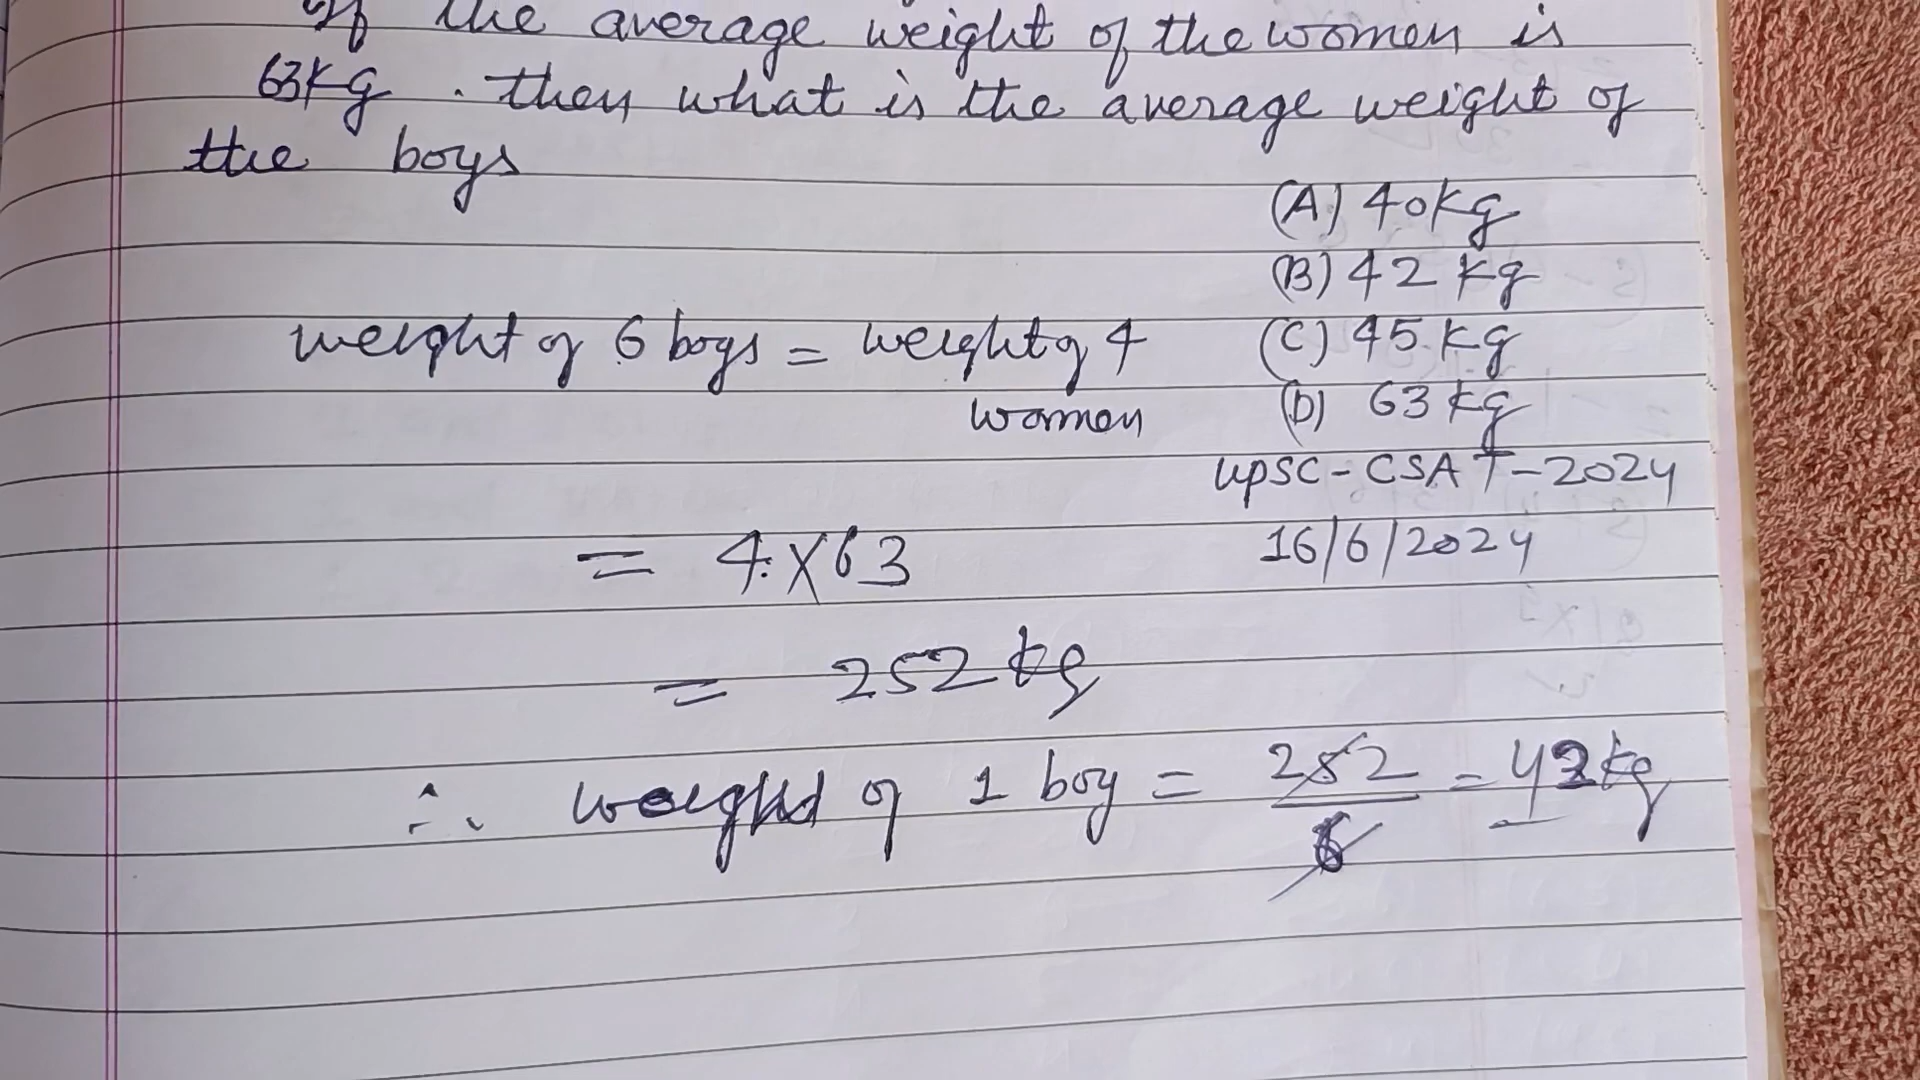 If the average weight of the women is
63kg . then what is the average weight of
the boys
(A) 40kg
(B) 42 kg
weight of 6 boys = weight of 4
women
(C) 45 kg
(D) 63 kg
UPSC-CSAT-2024
= 4×63
16/6/2024
= 252 kg
∴ weight of 1 boy = 252/6 = 42kg